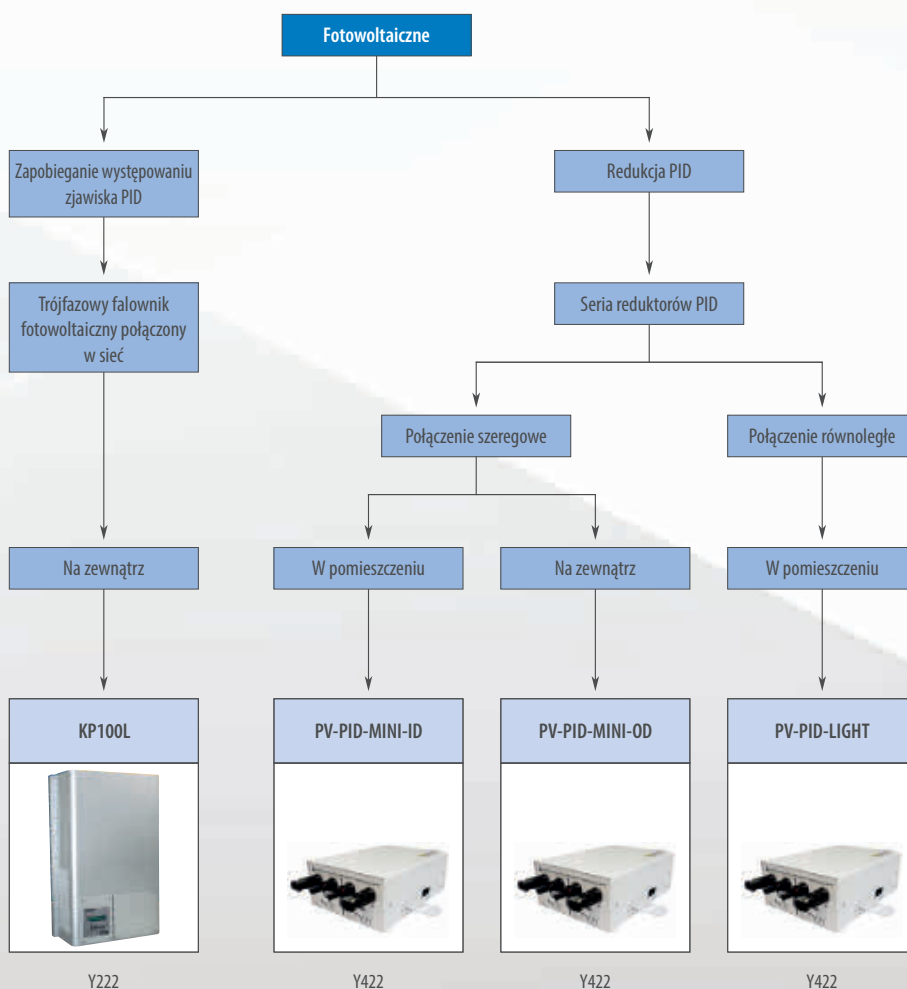 Fotowoltaiczne
Zapobieganie występowaniu
zjawiska PID
Redukcja PID
Trójfazowy falownik
fotowoltaiczny połączony
w sieć
Seria reduktorów PID
Połączenie szeregowe
Połączenie równoległe
Na zewnątrz
W pomieszczeniu
Na zewnątrz
W pomieszczeniu
KP100L
PV-PID-MINI-ID
PV-PID-MINI-OD
PV-PID-LIGHT
Y222
Y422
Y422
Y422